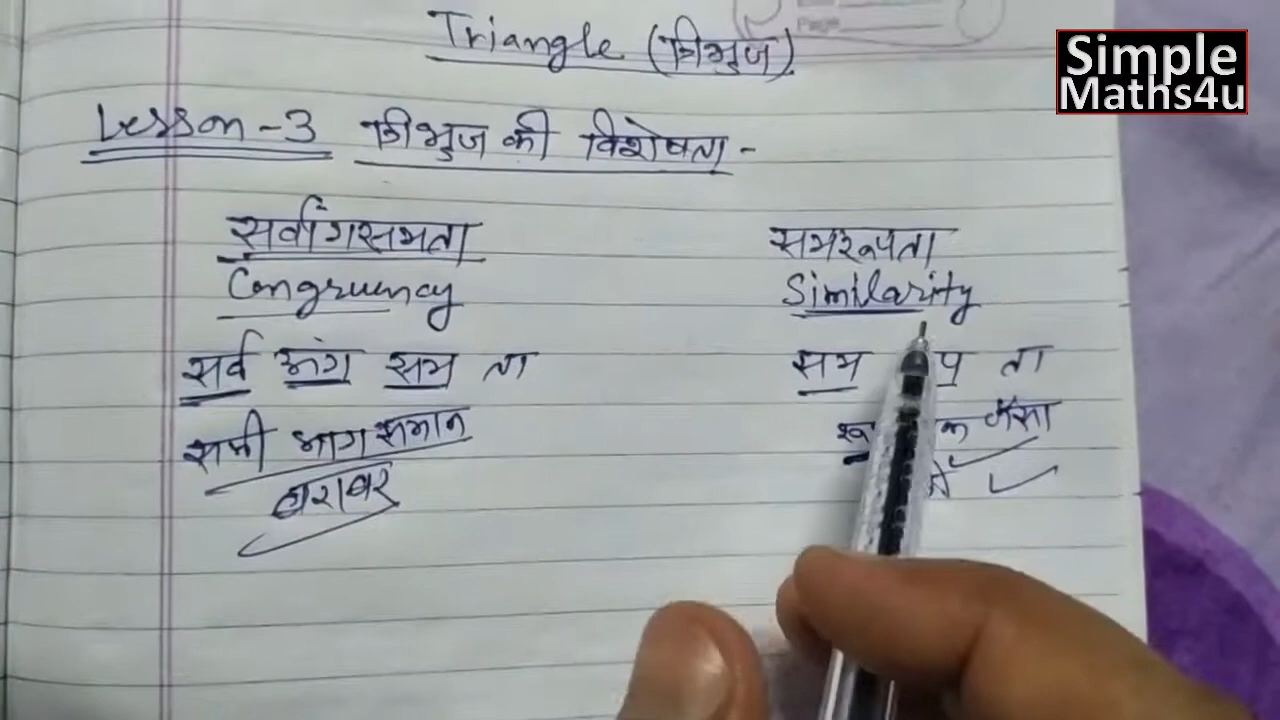 Triangle (त्रिभुज)
Simple
Maths4u
Lesson-3 त्रिभुज की विशेषता -
सर्वांगसमता
Congruency
सर्व अंग सम ता
सभी भाग समान
बराबर
समरूपता
Similarity
सम प ता
जैसा